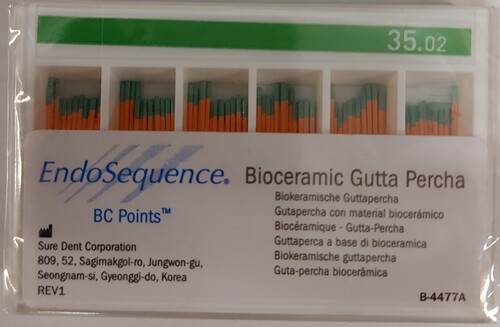 35.02
EndoSequence® Bioceramic Gutta Percha
BC Points™
Biokeramische Guttapercha
Gutapercha con material biocerámico
Biocéramique - Gutta-Percha
Guttaperca a base di bioceramica
Biokeramische guttapercha
Guta-percha biocerâmica
Sure Dent Corporation
809, 52, Sagimakgol-ro, Jungwon-gu,
Seongnam-si, Gyeonggi-do, Korea
REV1
B-4477A